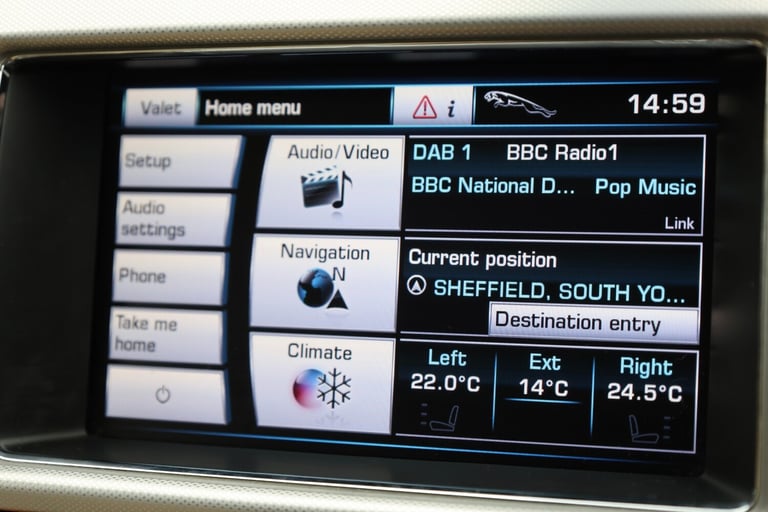 Valet
Home menu
i
14:59
Setup
Audio
settings
Phone
Take me
home
Audio/Video
Navigation
N
Climate
DAB 1 BBC Radio1
BBC National D... Pop Music
Link
Current position
SHEFFIELD, SOUTH YO...
Destination entry
Left
22.0°C
Ext
14°C
Right
24.5°C